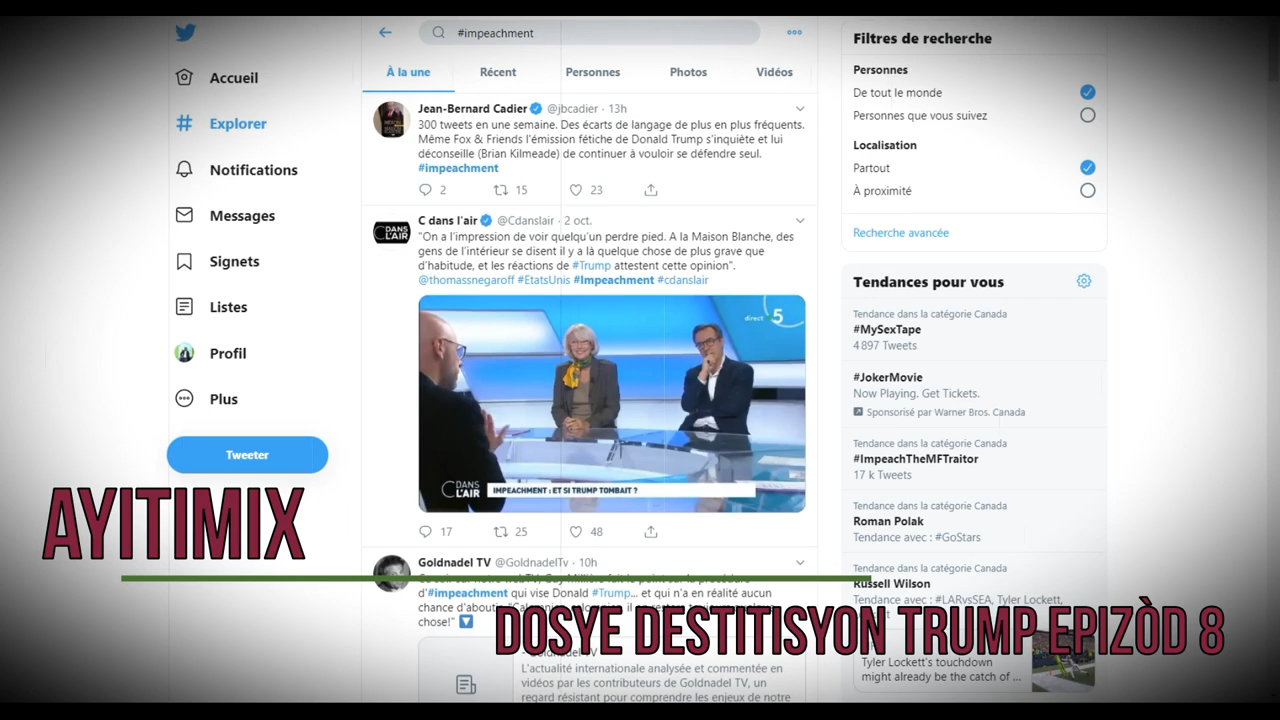 #impeachment
Accueil
Explorer
Notifications
Messages
Signets
Listes
Profil
Plus
Tweeter
À la une
Récent
Personnes
Photos
Vidéos
Jean-Bernard Cadier @jbcadier · 13h
300 tweets en une semaine. Des écarts de langage de plus en plus fréquents.
Même Fox & Friends l'émission fétiche de Donald Trump s'inquiète et lui
déconseille (Brian Kilmeade) de continuer à vouloir se défendre seul.
#impeachment
2
15
23
C dans l'air @Cdanslair · 2 oct.
"On a l'impression de voir quelqu'un perdre pied. A la Maison Blanche, des
gens de l'intérieur se disent il y a là quelque chose de plus grave que
d'habitude, et les réactions de #Trump attestent cette opinion".
@thomassnegaroff #EtatsUnis #Impeachment #cdanslair
C DANS L'AIR
direct 5
C DANS L'AIR
IMPEACHMENT : ET SI TRUMP TOMBAIT ?
17
25
48
Goldnadel TV @GoldnadelTv · 10h
d'#impeachment qui vise Donald #Trump... et qui n'a en réalité aucun
chose!"
Goldnadel TV
L'actualité internationale analysée et commentée en
vidéos par les contributeurs de Goldnadel TV, un
regard résistant pour comprendre les enjeux de notre
Filtres de recherche
Personnes
De tout le monde
Personnes que vous suivez
Localisation
Partout
À proximité
Recherche avancée
Tendances pour vous
Tendance dans la catégorie Canada
#MySexTape
4 897 Tweets
#JokerMovie
Now Playing. Get Tickets.
Sponsorisé par Warner Bros. Canada
Tendance dans la catégorie Canada
#ImpeachTheMFTraitor
17 k Tweets
Tendance dans la catégorie Canada
Roman Polak
Tendance avec : #GoStars
Tendance dans la catégorie Canada
Russell Wilson
Tendance avec : #LARvsSEA, Tyler Lockett,
Tyler Lockett's touchdown
might already be the catch of ...
AYITIMIX
DOSYE DESTITISYON TRUMP EPIZÒD 8